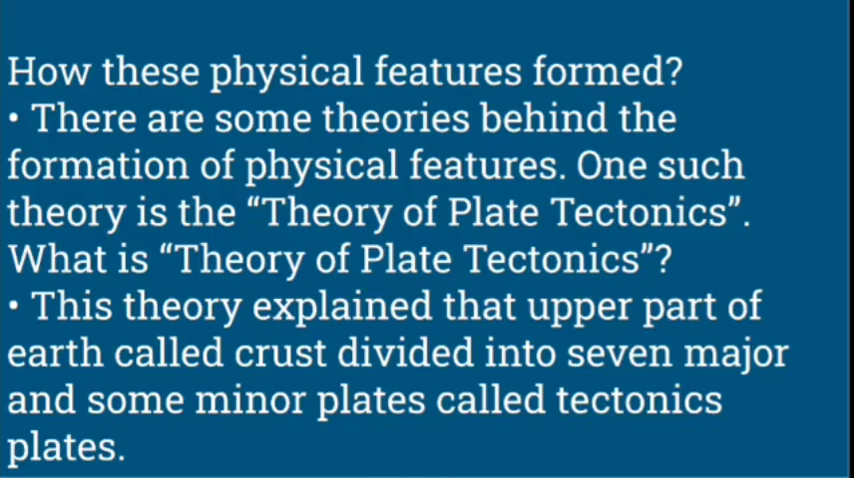 How these physical features formed?
• There are some theories behind the
formation of physical features. One such
theory is the “Theory of Plate Tectonics”.
What is “Theory of Plate Tectonics”?
• This theory explained that upper part of
earth called crust divided into seven major
and some minor plates called tectonics
plates.